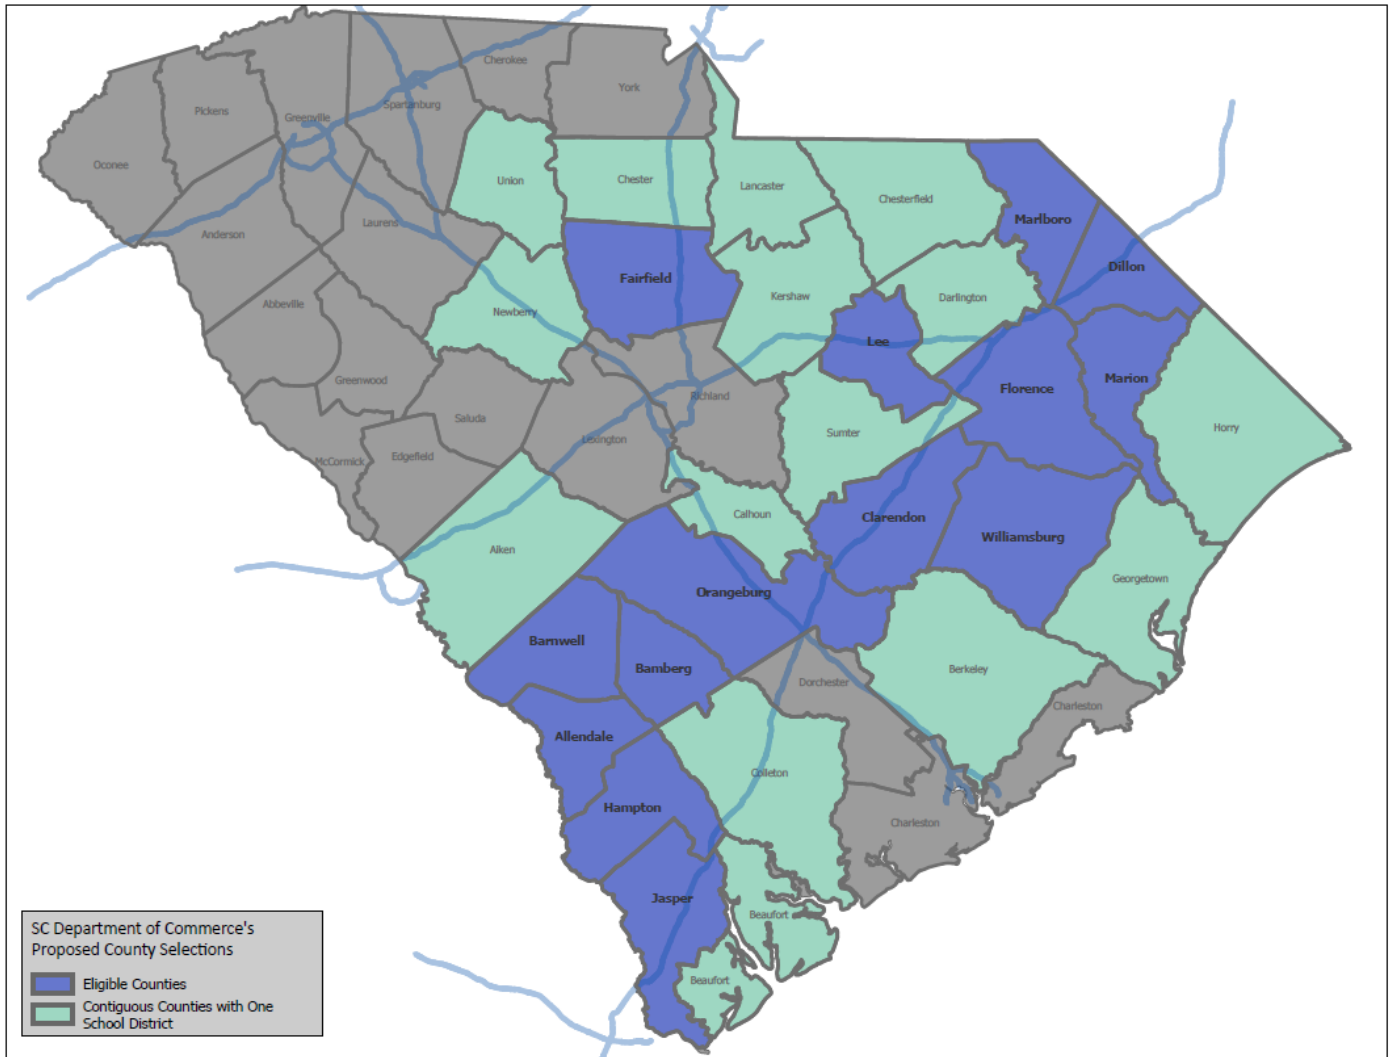 Cherokee
York
Pickens
Greenville
Spartanburg
Oconee
Union
Chester
Lancaster
Chesterfield
Marlboro
Anderson
Laurens
Fairfield
Dillon
Abbeville
Newberry
Kershaw
Darlington
Lee
Greenwood
Richland
Florence
Marion
Saluda
Lexington
Sumter
Horry
McCormick
Edgefield
Calhoun
Clarendon
Williamsburg
Aiken
Georgetown
Orangeburg
Barnwell
Bamberg
Berkeley
Dorchester
Charleston
Allendale
Colleton
Hampton
Charleston
Jasper
Beaufort
Beaufort
SC Department of Commerce's
Proposed County Selections
Eligible Counties
Contiguous Counties with One
School District